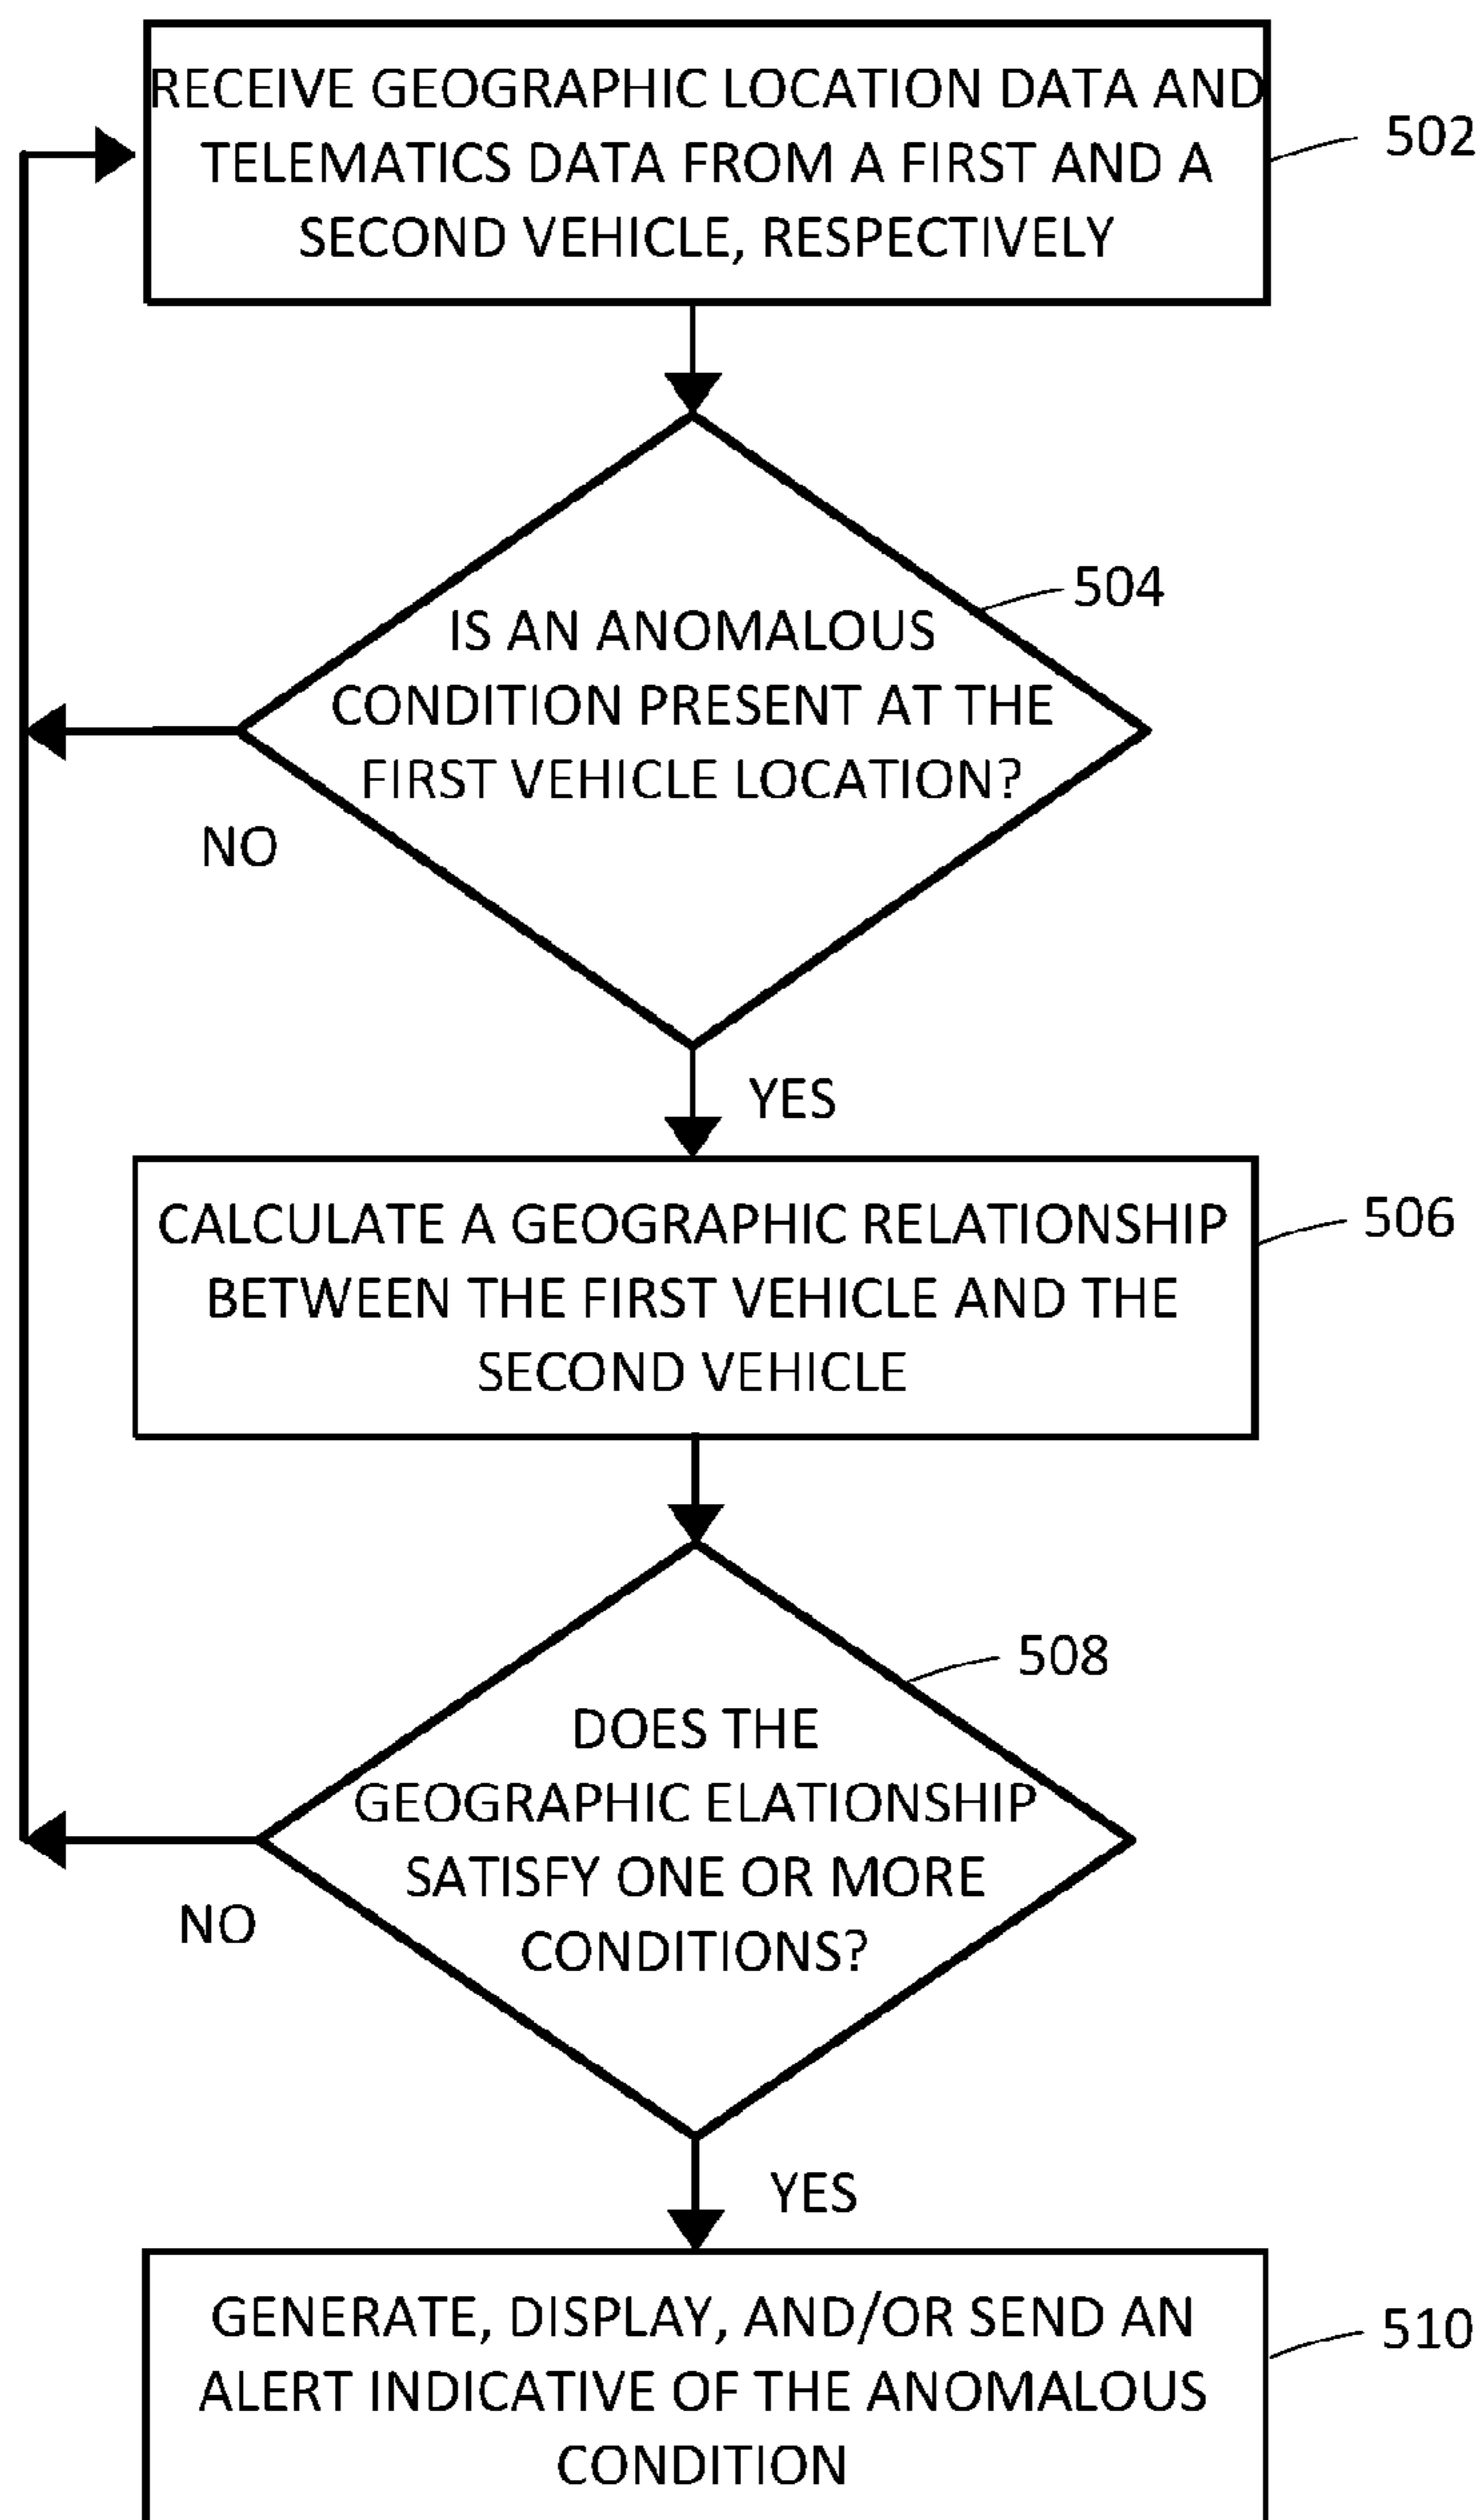 RECEIVE GEOGRAPHIC LOCATION DATA AND
TELEMATICS DATA FROM A FIRST AND A
SECOND VEHICLE, RESPECTIVELY
502
504
IS AN ANOMALOUS
CONDITION PRESENT AT THE
FIRST VEHICLE LOCATION?
NO
YES
CALCULATE A GEOGRAPHIC RELATIONSHIP
BETWEEN THE FIRST VEHICLE AND THE
SECOND VEHICLE
506
508
DOES THE
GEOGRAPHIC ELATIONSHIP
SATISFY ONE OR MORE
CONDITIONS?
NO
YES
GENERATE, DISPLAY, AND/OR SEND AN
ALERT INDICATIVE OF THE ANOMALOUS
CONDITION
510